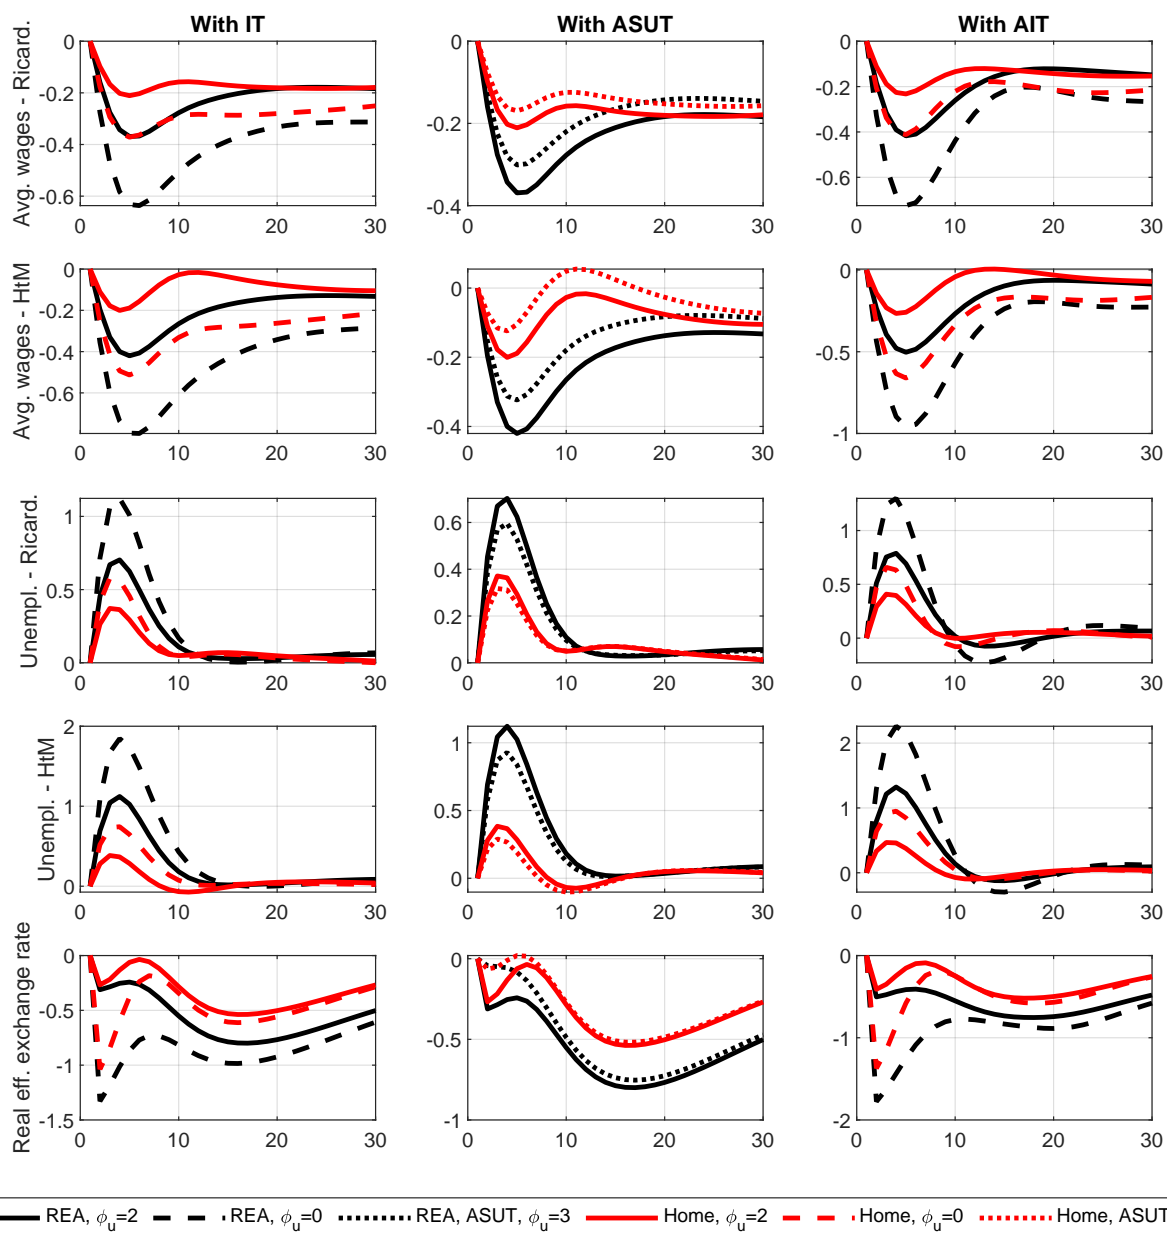 With IT
With ASUT
With AIT
Avg. wages - Ricard.
0
-0.2
-0.4
-0.6
0 10 20 30
0
-0.2
-0.4
0 10 20 30
0
-0.2
-0.4
-0.6
0 10 20 30
Avg. wages - HtM
0
-0.2
-0.4
-0.6
0 10 20 30
0
-0.2
-0.4
0 10 20 30
0
-0.5
-1
0 10 20 30
Unempl. - Ricard.
1
0.5
0
0 10 20 30
0.6
0.4
0.2
0
0 10 20 30
1
0.5
0
0 10 20 30
Unempl. - HtM
2
1
0
0 10 20 30
1
0.5
0
0 10 20 30
2
1
0
0 10 20 30
Real eff. exchange rate
0
-0.5
-1
-1.5
0 10 20 30
0
-0.5
-1
0 10 20 30
0
-1
-2
0 10 20 30
REA, ϕu=2 REA, ϕu=0 REA, ASUT, ϕu=3 Home, ϕu=2 Home, ϕu=0 Home, ASUT